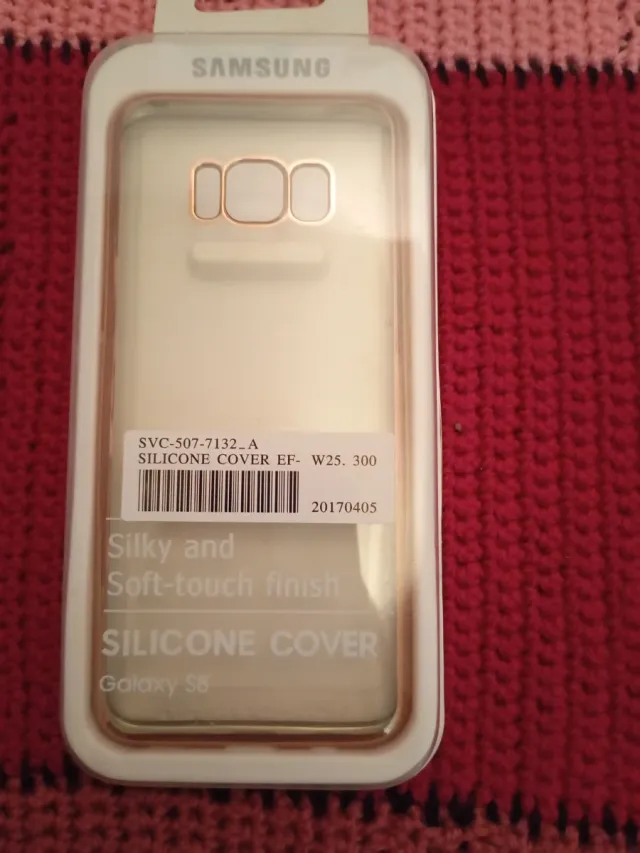 SAMSUNG
SVC-507-7132_A
SILICONE COVER EF- W25. 300
20170405
Silky and
Soft-touch finish
SILICONE COVER
Galaxy S8